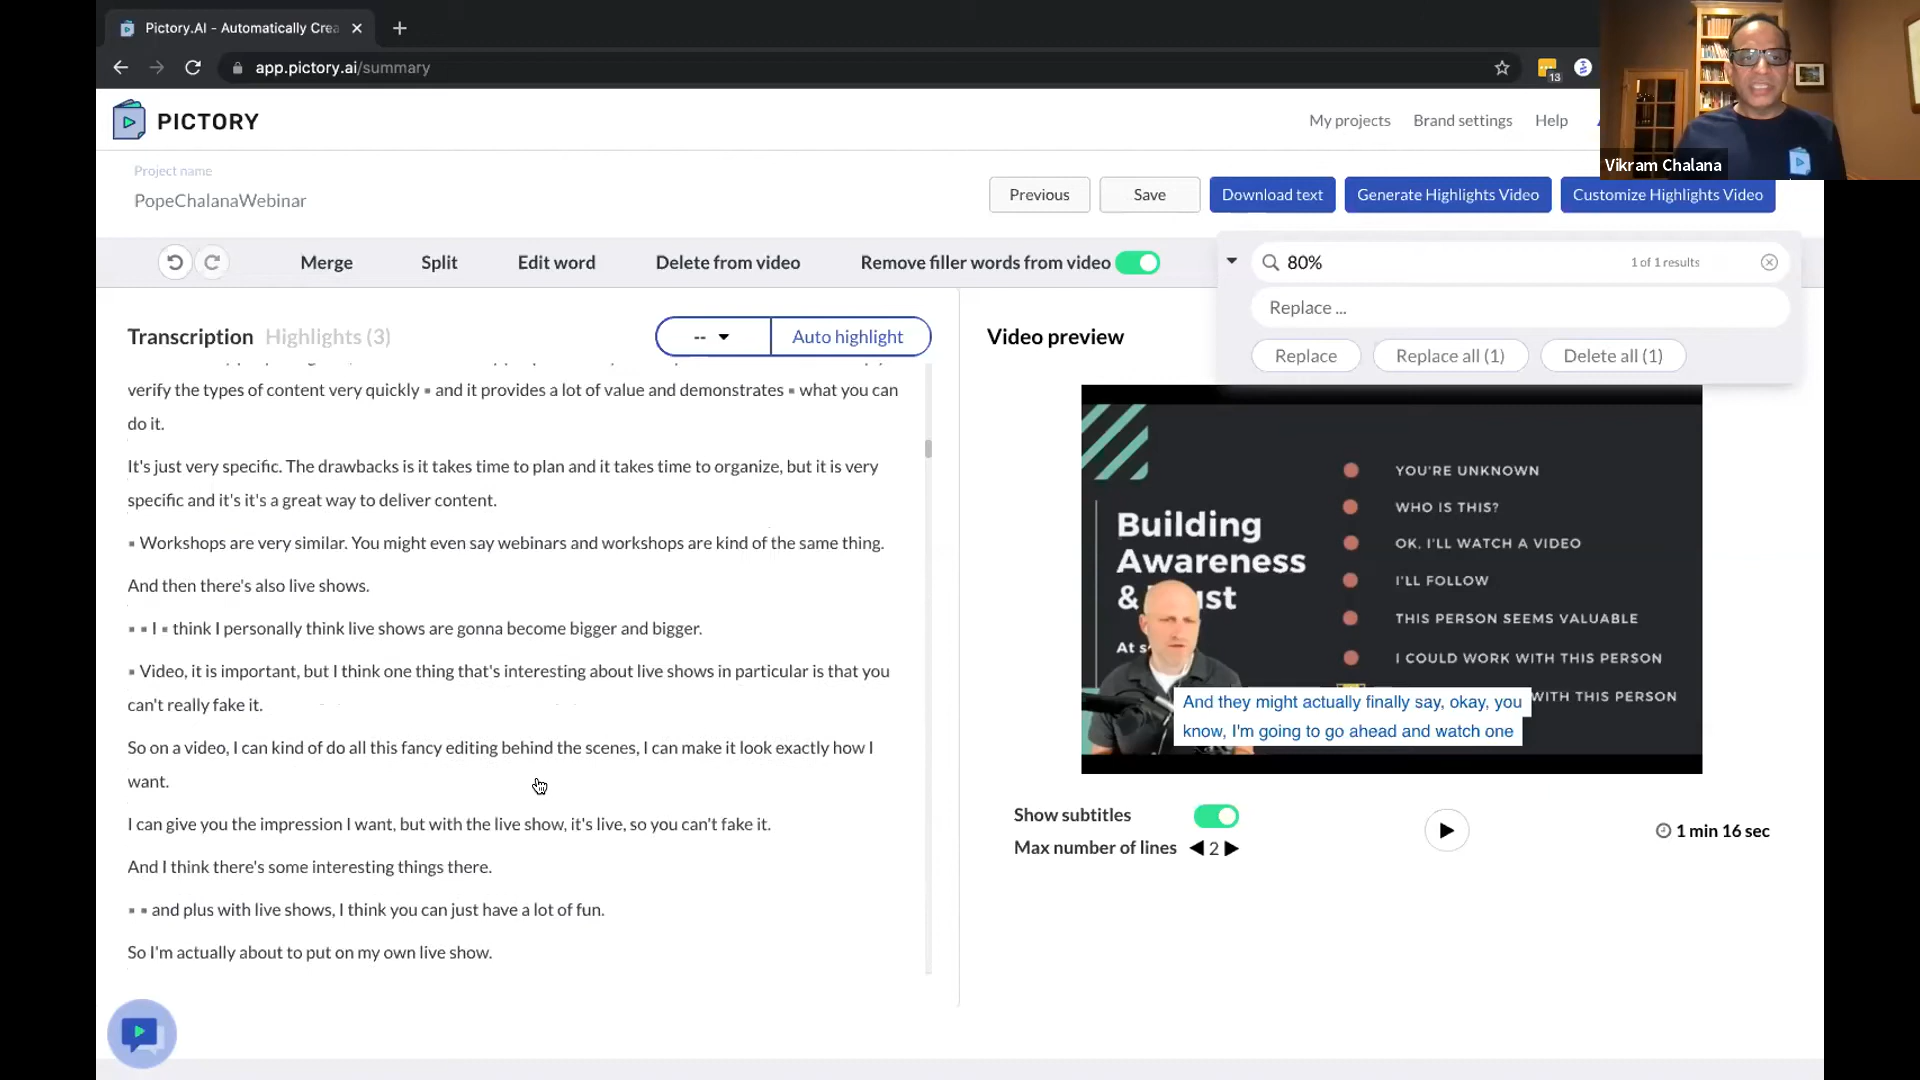 Pictory.AI - Automatically Crea
app.pictory.ai/summary
13
PICTORY
My projects
Brand settings
Help
Vikram Chalana
Project name
PopeChalanaWebinar
Previous
Save
Download text
Generate Highlights Video
Customize Highlights Video
Merge
Split
Edit word
Delete from video
Remove filler words from video
80%
1 of 1 results
Replace ...
Replace
Replace all (1)
Delete all (1)
Transcription
Highlights (3)
--
Auto highlight
verify the types of content very quickly ▪ and it provides a lot of value and demonstrates ▪ what you can
do it.
It's just very specific. The drawbacks is it takes time to plan and it takes time to organize, but it is very
specific and it's it's a great way to deliver content.
▪ Workshops are very similar. You might even say webinars and workshops are kind of the same thing.
And then there's also live shows.
▪ ▪ I ▪ think I personally think live shows are gonna become bigger and bigger.
▪ Video, it is important, but I think one thing that's interesting about live shows in particular is that you
can't really fake it.
So on a video, I can kind of do all this fancy editing behind the scenes, I can make it look exactly how I
want.
I can give you the impression I want, but with the live show, it's live, so you can't fake it.
And I think there's some interesting things there.
▪ ▪ and plus with live shows, I think you can just have a lot of fun.
So I'm actually about to put on my own live show.
Video preview
Building
Awareness
&
At
YOU'RE UNKNOWN
WHO IS THIS?
OK, I'LL WATCH A VIDEO
I'LL FOLLOW
THIS PERSON SEEMS VALUABLE
I COULD WORK WITH THIS PERSON
WITH THIS PERSON
And they might actually finally say, okay, you
know, I'm going to go ahead and watch one
Show subtitles
Max number of lines
2
1 min 16 sec